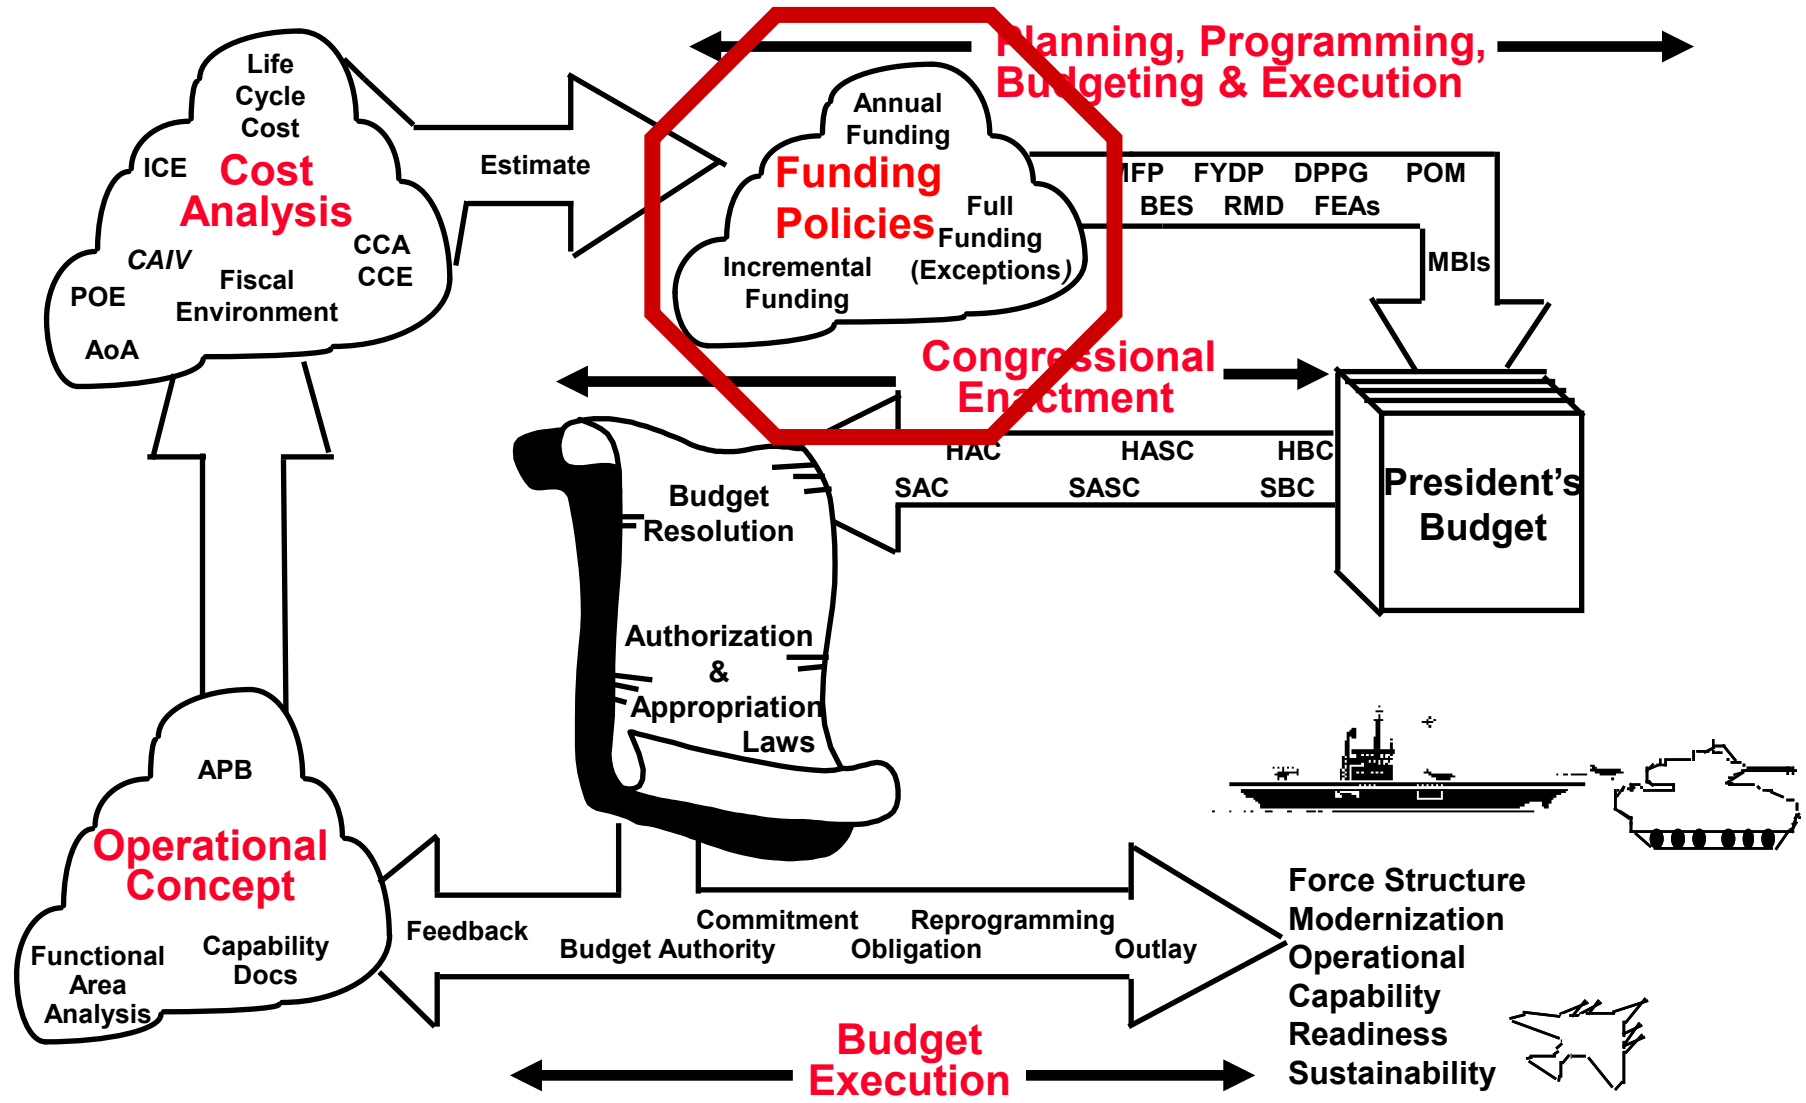 Life
Cycle
Cost
ICE
Cost
Analysis
CAIV
CCA
CCE
POE
Fiscal
Environment
AoA
Estimate
Planning, Programming,
Budgeting & Execution
Annual
Funding
Funding
Policies
Full
Funding
(Exceptions)
Incremental
Funding
MFP FYDP DPPG POM
BES RMD FEAs
MBIs
Congressional
Enactment
HAC HASC HBC
SAC SASC SBC
President's
Budget
Budget
Resolution
Authorization
&
Appropriation
Laws
APB
Operational
Concept
Functional
Area
Analysis
Capability
Docs
Feedback
Commitment Reprogramming
Budget Authority Obligation Outlay
Force Structure
Modernization
Operational
Capability
Readiness
Sustainability
Budget
Execution